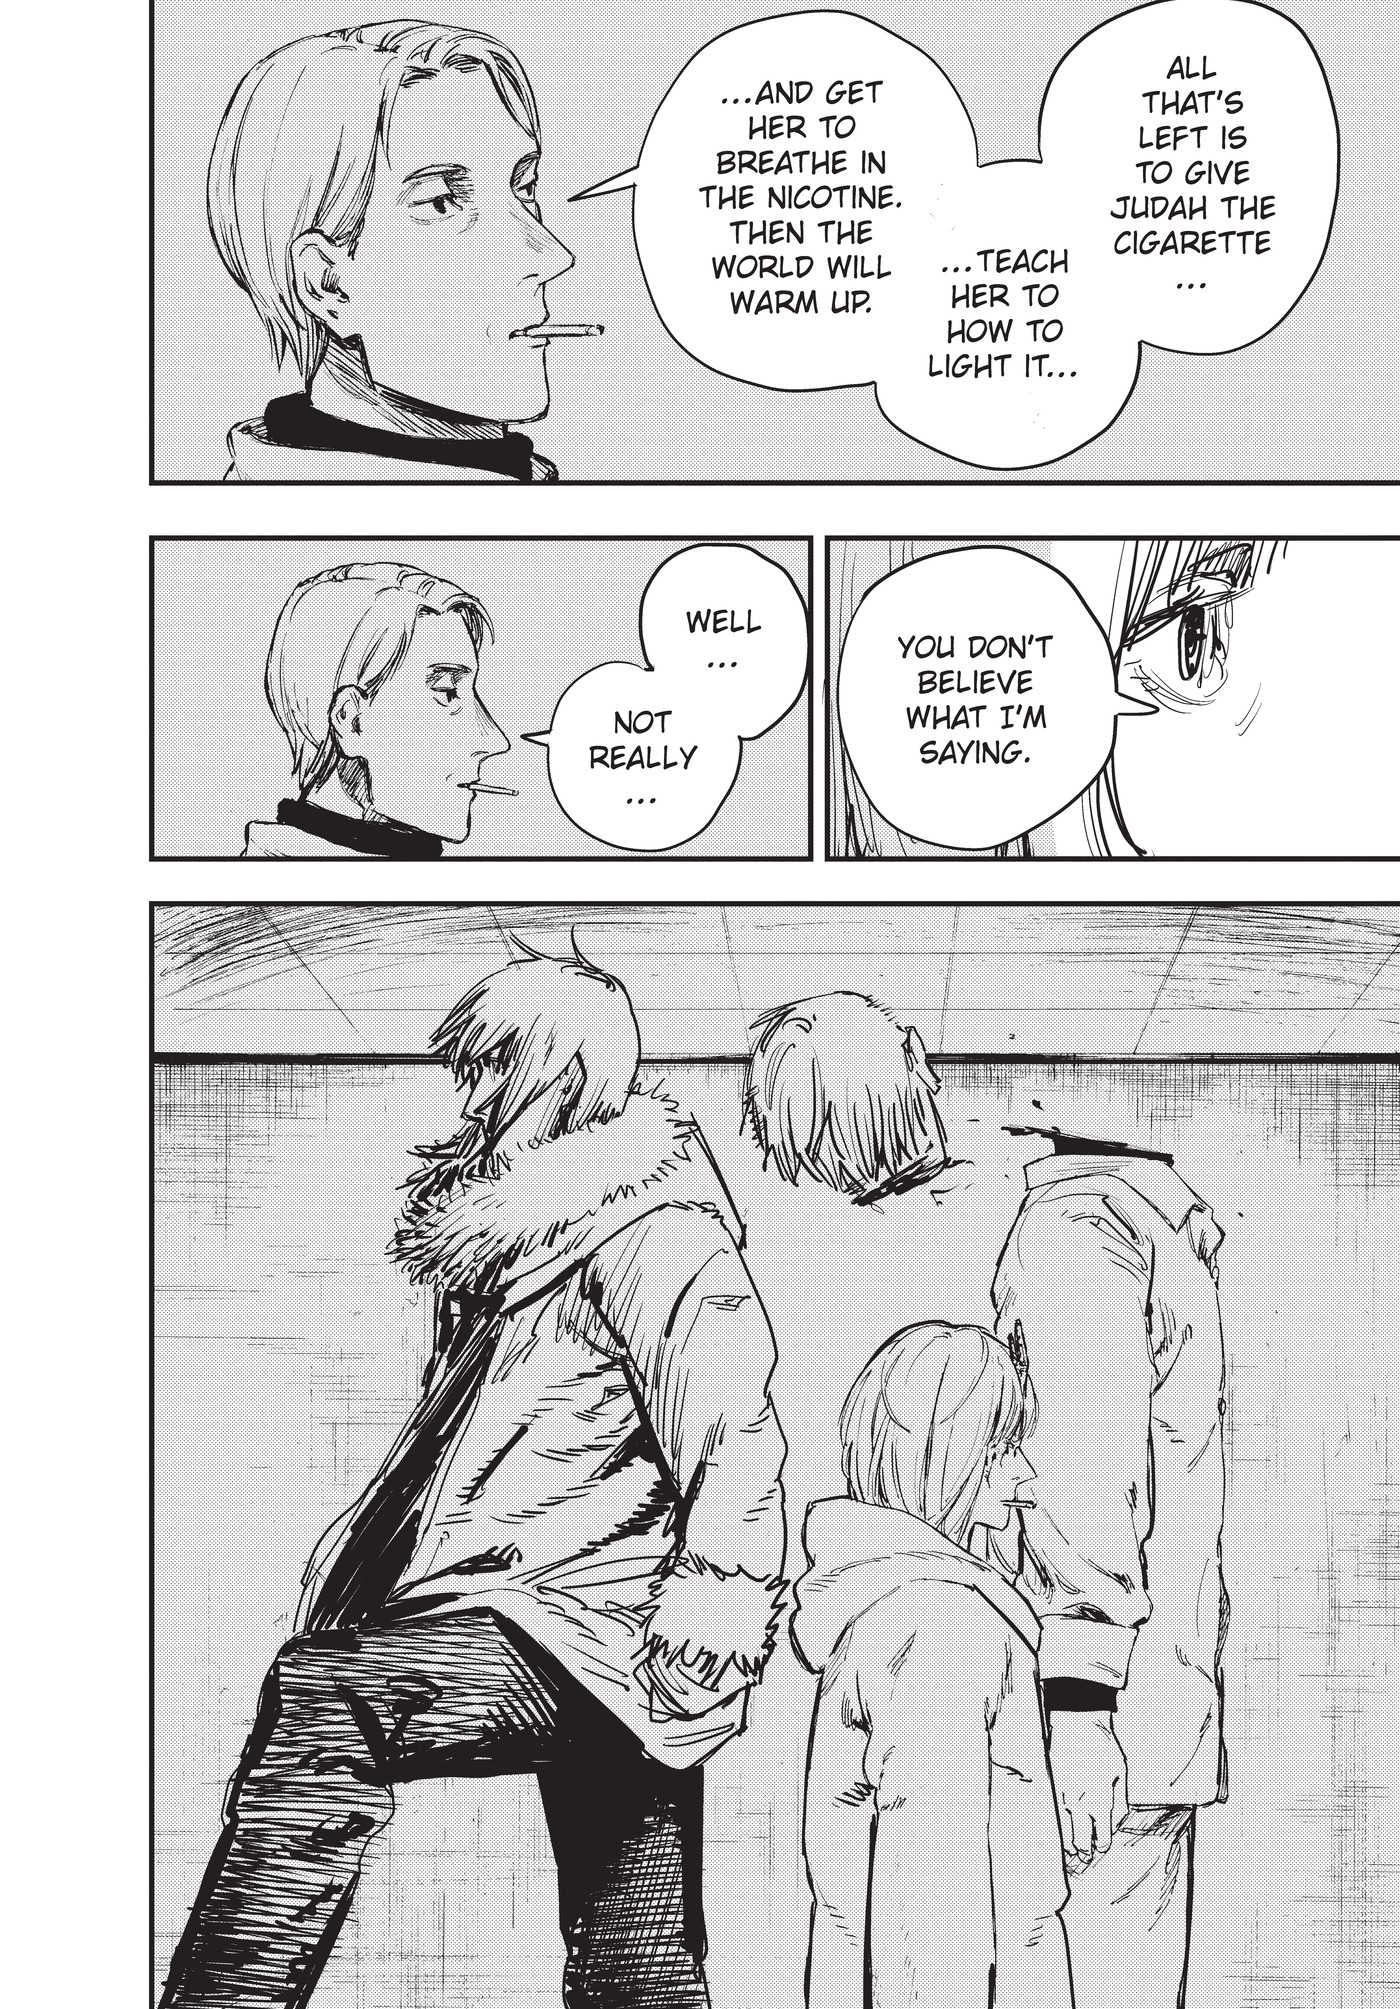 ALL
THAT'S
LEFT IS
TO GIVE
JUDAH THE
CIGARETTE
...
...TEACH
HER TO
HOW TO
LIGHT IT...
...AND GET
HER TO
BREATHE IN
THE NICOTINE.
THEN THE
WORLD WILL
WARM UP.
YOU DON'T
BELIEVE
WHAT I'M
SAYING.
WELL
...
NOT
REALLY
...